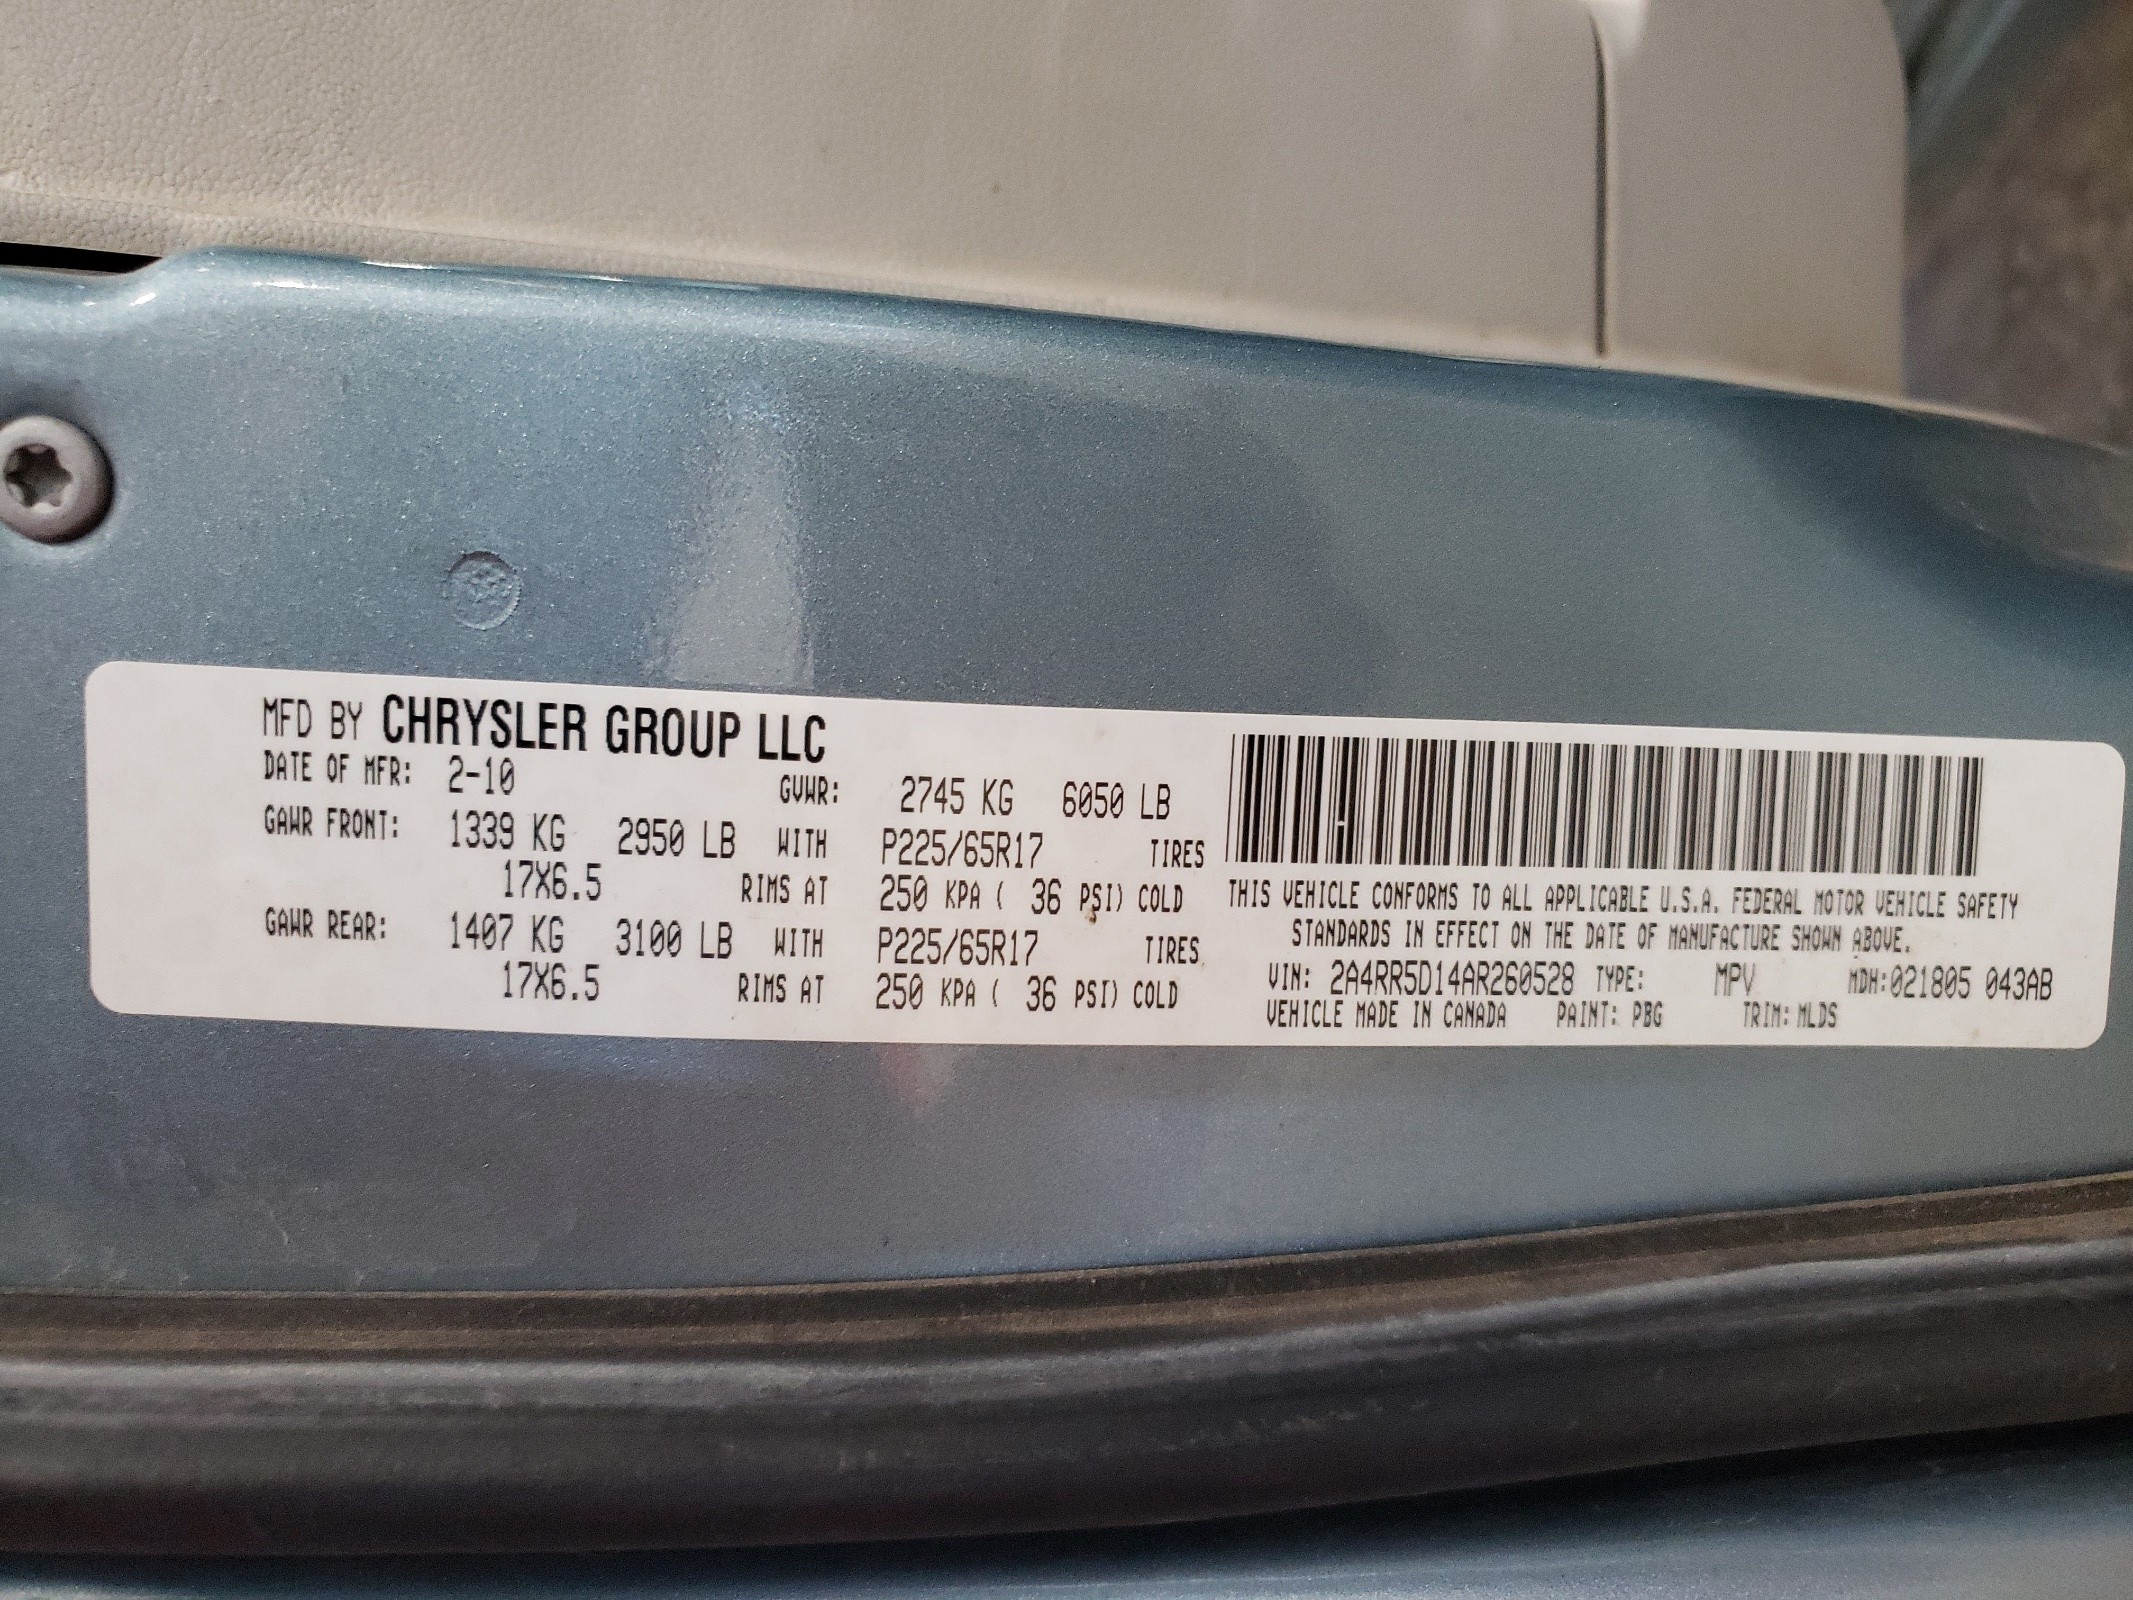 MFD BY CHRYSLER GROUP LLC
DATE OF MFR: 2-10 GVWR: 2745 KG 6050 LB
GAWR FRONT: 1339 KG 2950 LB WITH P225/65R17 TIRES
17X6.5 RIMS AT 250 KPA ( 36 PSI) COLD
GAWR REAR: 1407 KG 3100 LB WITH P225/65R17 TIRES
17X6.5 RIMS AT 250 KPA ( 36 PSI) COLD
THIS VEHICLE CONFORMS TO ALL APPLICABLE U.S.A. FEDERAL MOTOR VEHICLE SAFETY
STANDARDS IN EFFECT ON THE DATE OF MANUFACTURE SHOWN ABOVE.
VIN: 2A4RR5D14AR260528 TYPE: MPV MDH:021805 043AB
VEHICLE MADE IN CANADA PAINT: PBG TRIM: MLDS